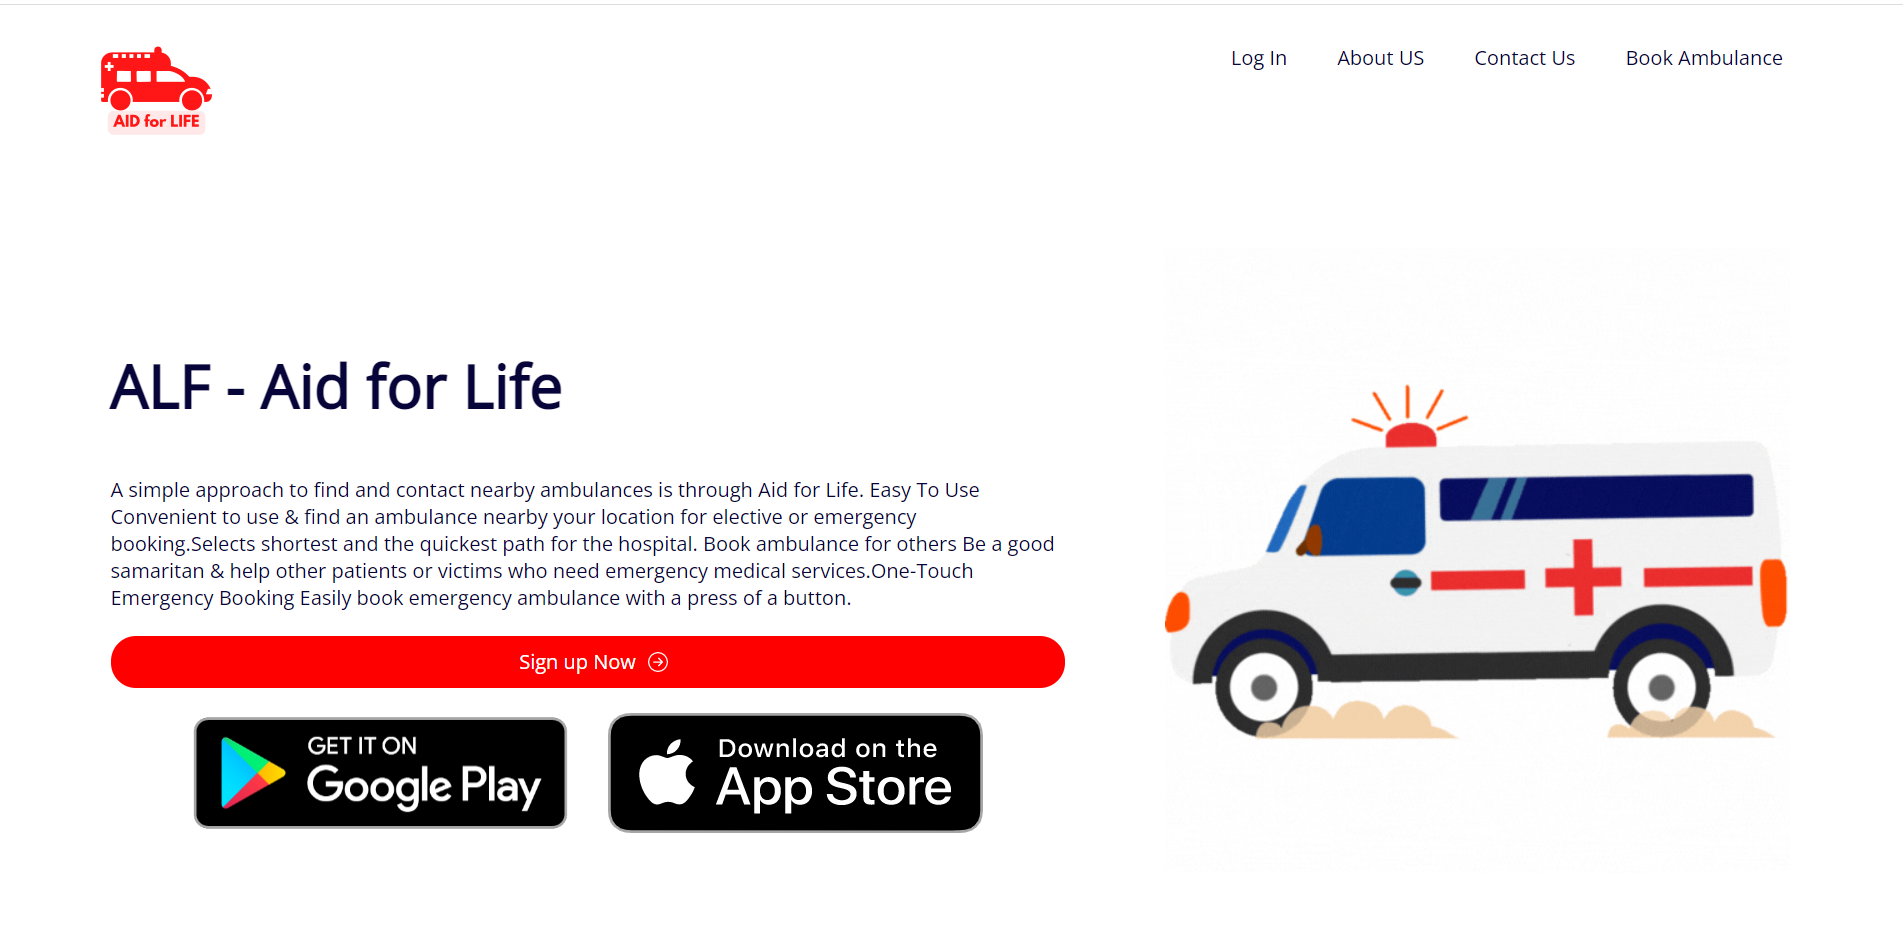 AID for LIFE
Log In
About US
Contact Us
Book Ambulance
ALF - Aid for Life
A simple approach to find and contact nearby ambulances is through Aid for Life. Easy To Use
Convenient to use & find an ambulance nearby your location for elective or emergency
booking.Selects shortest and the quickest path for the hospital. Book ambulance for others Be a good
samaritan & help other patients or victims who need emergency medical services.One-Touch
Emergency Booking Easily book emergency ambulance with a press of a button.
Sign up Now
GET IT ON
Google Play
Download on the
App Store